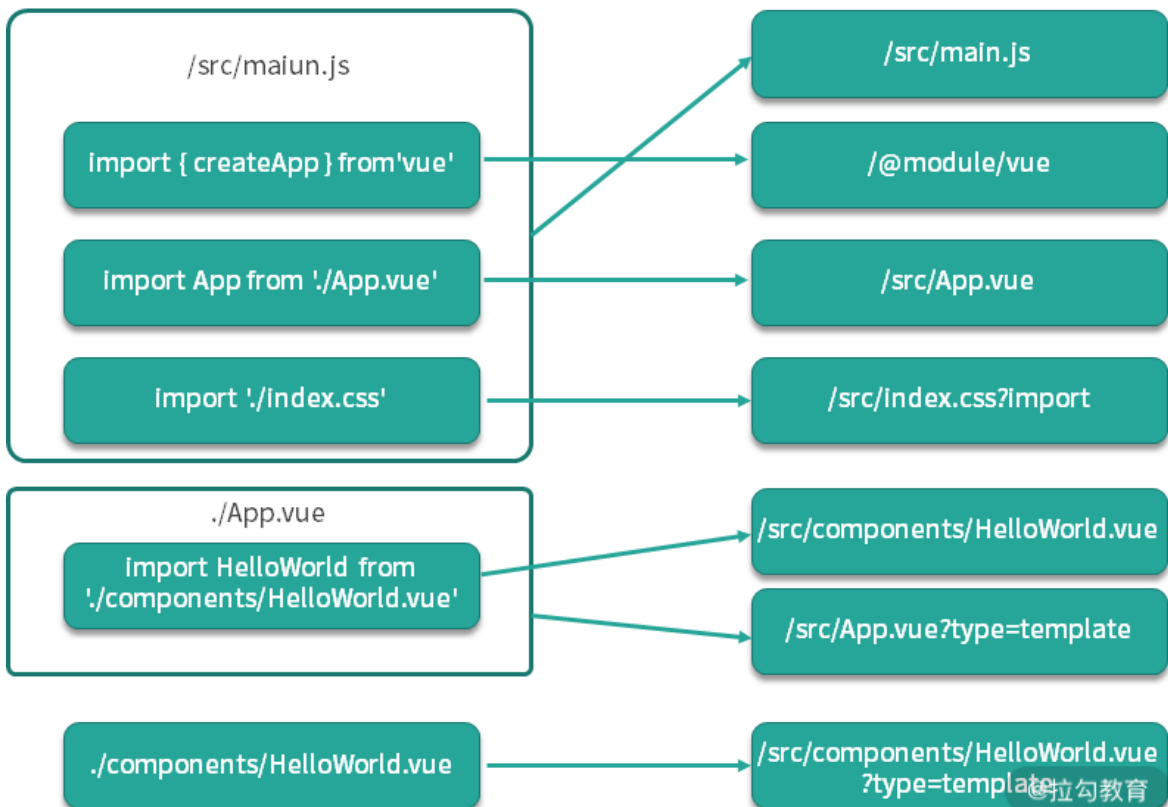 /src/maiun.js
import { createApp } from'vue'
import App from './App.vue'
import './index.css'
/src/main.js
/@module/vue
/src/App.vue
/src/index.css?import
./App.vue
import HelloWorld from
'./components/HelloWorld.vue'
/src/components/HelloWorld.vue
/src/App.vue?type=template
./components/HelloWorld.vue
/src/components/HelloWorld.vue
?type=template
@拉勾教育